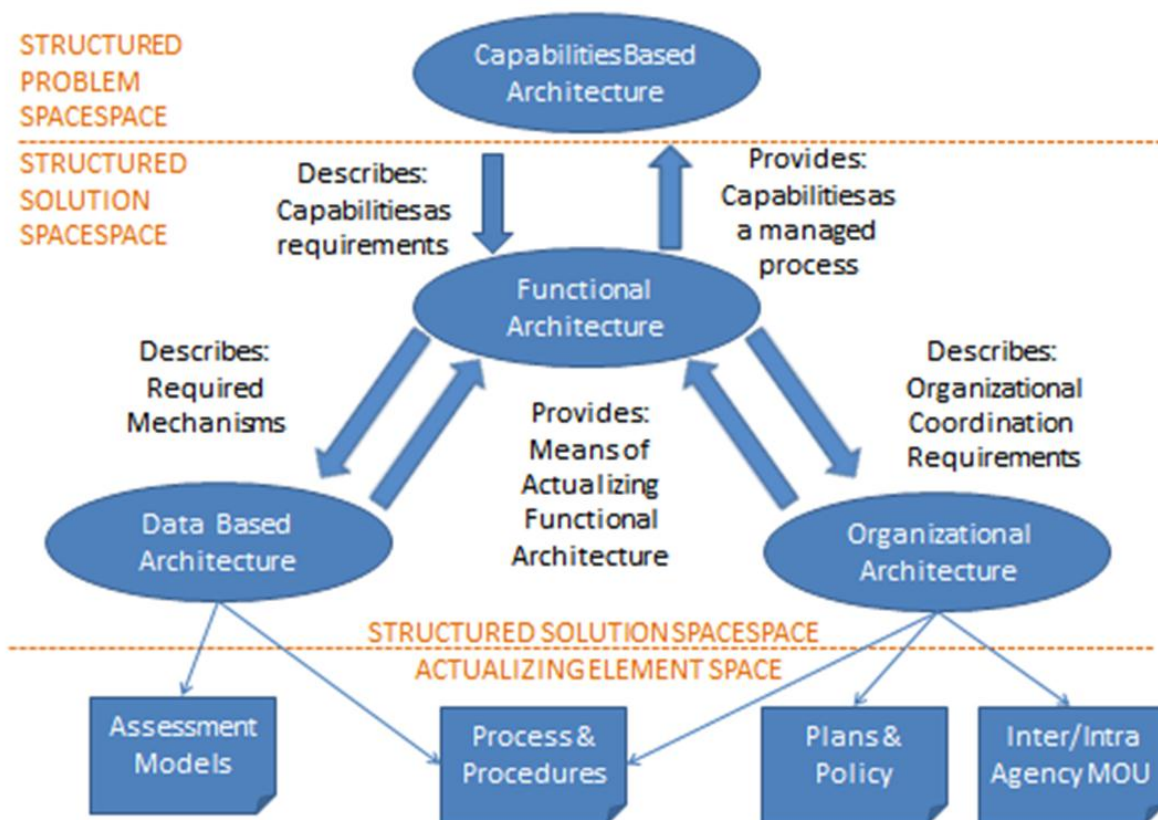 STRUCTURED
PROBLEM
SPACESPACE
CapabilitiesBased
Architecture
STRUCTURED
SOLUTION
SPACESPACE
Describes:
Capabilitiesas
requirements
Provides:
Capabilitiesas
a managed
process
Functional
Architecture
Describes:
Required
Mechanisms
Provides:
Means of
Actualizing
Functional
Architecture
Describes:
Organizational
Coordination
Requirements
Data Based
Architecture
Organizational
Architecture
STRUCTURED SOLUTION SPACESPACE
ACTUALIZING ELEMENT SPACE
Assessment
Models
Process &
Procedures
Plans &
Policy
Inter/Intra
Agency MOU